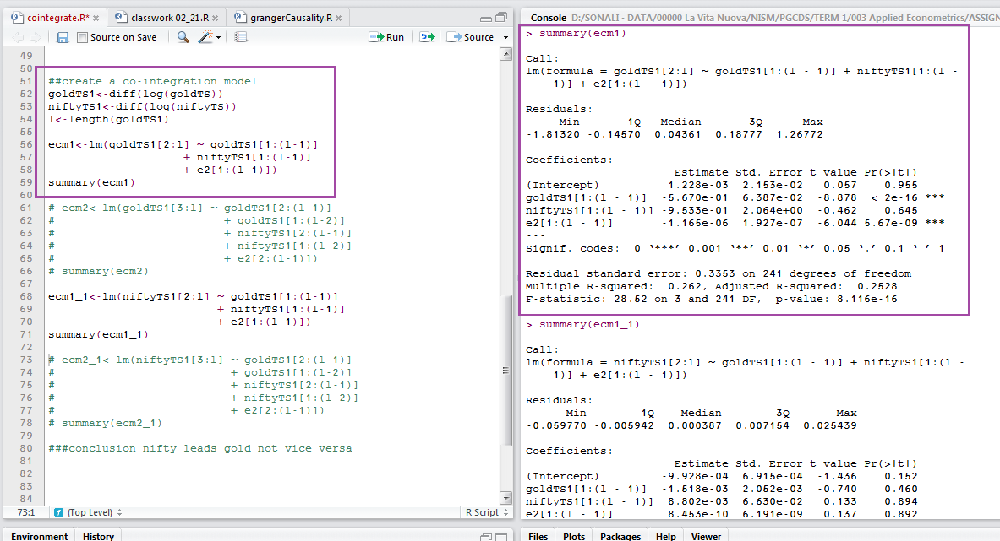 cointegrate.R* ×
classwork 02_21.R ×
grangerCausality.R ×
Source on Save
Run
Source
49
50
51 ##create a co-integration model
52 goldTS1<-diff(log(goldTS))
53 niftyTS1<-diff(log(niftyTS))
54 l<-length(goldTS1)
55
56 ecm1<-lm(goldTS1[2:l] ~ goldTS1[1:(l-1)]
57 + niftyTS1[1:(l-1)]
58 + e2[1:(l-1)])
59 summary(ecm1)
60
61 # ecm2<-lm(goldTS1[3:l] ~ goldTS1[2:(l-1)]
62 # + goldTS1[1:(l-2)]
63 # + niftyTS1[2:(l-1)]
64 # + niftyTS1[1:(l-2)]
65 # + e2[2:(l-1)])
66 # summary(ecm2)
67
68 ecm1_1<-lm(niftyTS1[2:l] ~ goldTS1[1:(l-1)]
69 + niftyTS1[1:(l-1)]
70 + e2[1:(l-1)])
71 summary(ecm1_1)
72
73 # ecm2_1<-lm(niftyTS1[3:l] ~ goldTS1[2:(l-1)]
74 # + goldTS1[1:(l-2)]
75 # + niftyTS1[2:(l-1)]
76 # + niftyTS1[1:(l-2)]
77 # + e2[2:(l-1)])
78 # summary(ecm2_1)
79
80 ###conclusion nifty leads gold not vice versa
81
82
83
84
73:1 (Top Level) R Script
Environment History
Console D:/SONALI - DATA/00000 La Vita Nuova/NISM/PGCDS/TERM 1/003 Applied Econometrics/ASSIGN
> summary(ecm1)
Call:
lm(formula = goldTS1[2:l] ~ goldTS1[1:(l - 1)] + niftyTS1[1:(l -
1)] + e2[1:(l - 1)])
Residuals:
Min 1Q Median 3Q Max
-1.81320 -0.14570 0.04361 0.18777 1.26772
Coefficients:
Estimate Std. Error t value Pr(>|t|)
(Intercept) 1.228e-03 2.153e-02 0.057 0.955
goldTS1[1:(l - 1)] -5.670e-01 6.387e-02 -8.878 < 2e-16 ***
niftyTS1[1:(l - 1)] -9.533e-01 2.064e+00 -0.462 0.645
e2[1:(l - 1)] -1.165e-06 1.927e-07 -6.044 5.67e-09 ***
---
Signif. codes: 0 ‘***’ 0.001 ‘**’ 0.01 ‘*’ 0.05 ‘.’ 0.1 ‘ ’ 1
Residual standard error: 0.3353 on 241 degrees of freedom
Multiple R-squared: 0.262, Adjusted R-squared: 0.2528
F-statistic: 28.52 on 3 and 241 DF, p-value: 8.116e-16
> summary(ecm1_1)
Call:
lm(formula = niftyTS1[2:l] ~ goldTS1[1:(l - 1)] + niftyTS1[1:(l -
1)] + e2[1:(l - 1)])
Residuals:
Min 1Q Median 3Q Max
-0.059770 -0.005942 0.000387 0.007154 0.025439
Coefficients:
Estimate Std. Error t value Pr(>|t|)
(Intercept) -9.928e-04 6.915e-04 -1.436 0.152
goldTS1[1:(l - 1)] -1.518e-03 2.052e-03 -0.740 0.460
niftyTS1[1:(l - 1)] 8.802e-03 6.630e-02 0.133 0.894
e2[1:(l - 1)] 8.453e-10 6.191e-09 0.137 0.892
Files Plots Packages Help Viewer